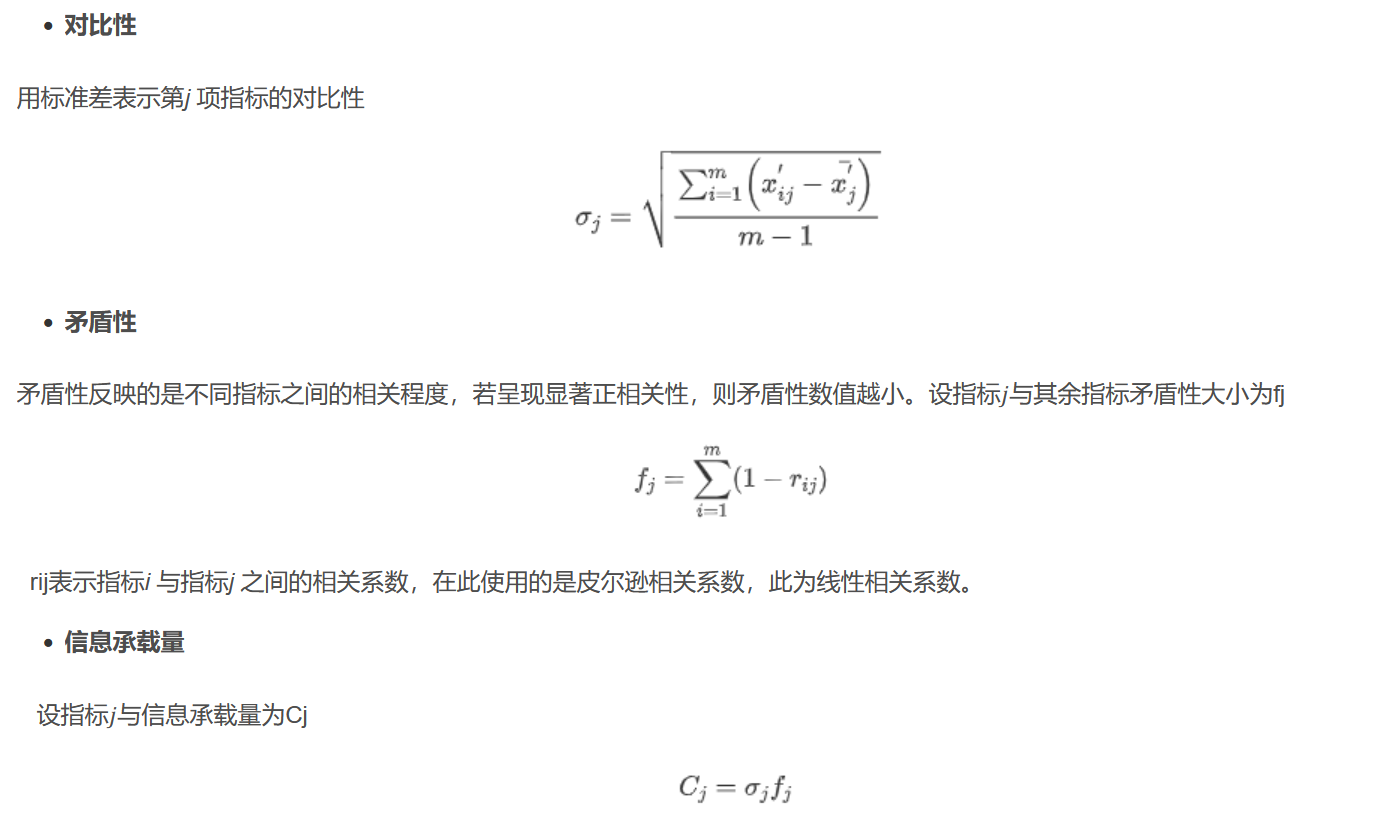 • 对比性
用标准差表示第j 项指标的对比性
$\sigma_j = \sqrt{\frac{\sum_{i=1}^{m}\left(x_{ij}^{'} - \bar{x_j^{'}}\right)}{m-1}}$
• 矛盾性
矛盾性反映的是不同指标之间的相关程度，若呈现显著正相关性，则矛盾性数值越小。设指标j与其余指标矛盾性大小为fj
$f_j = \sum_{i=1}^{m}(1 - r_{ij})$
rij表示指标i 与指标j 之间的相关系数，在此使用的是皮尔逊相关系数，此为线性相关系数。
• 信息承载量
设指标j与信息承载量为Cj
$C_j = \sigma_j f_j$